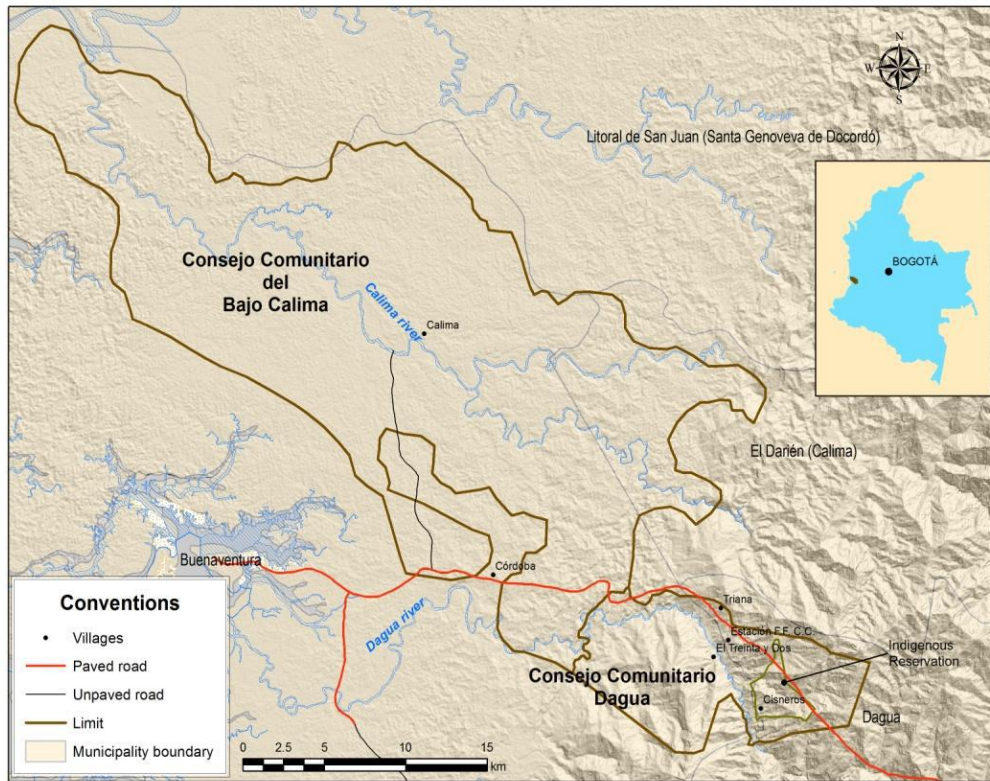 N
W E
S
Litoral de San Juan (Santa Genoveva de Docordó)
BOGOTÁ
Consejo Comunitario
del
Bajo Calima
Calima river
Calima
El Darién (Calima)
Buenaventura
Córdoba
Dagua river
Triana
Estación F.F. C.C.
El Treinta y Dos
Indigenous
Reservation
Consejo Comunitario
Dagua
Cisneros
Dagua
Conventions
Villages
Paved road
Unpaved road
Limit
Municipality boundary
0 2.5 5 10 15
km